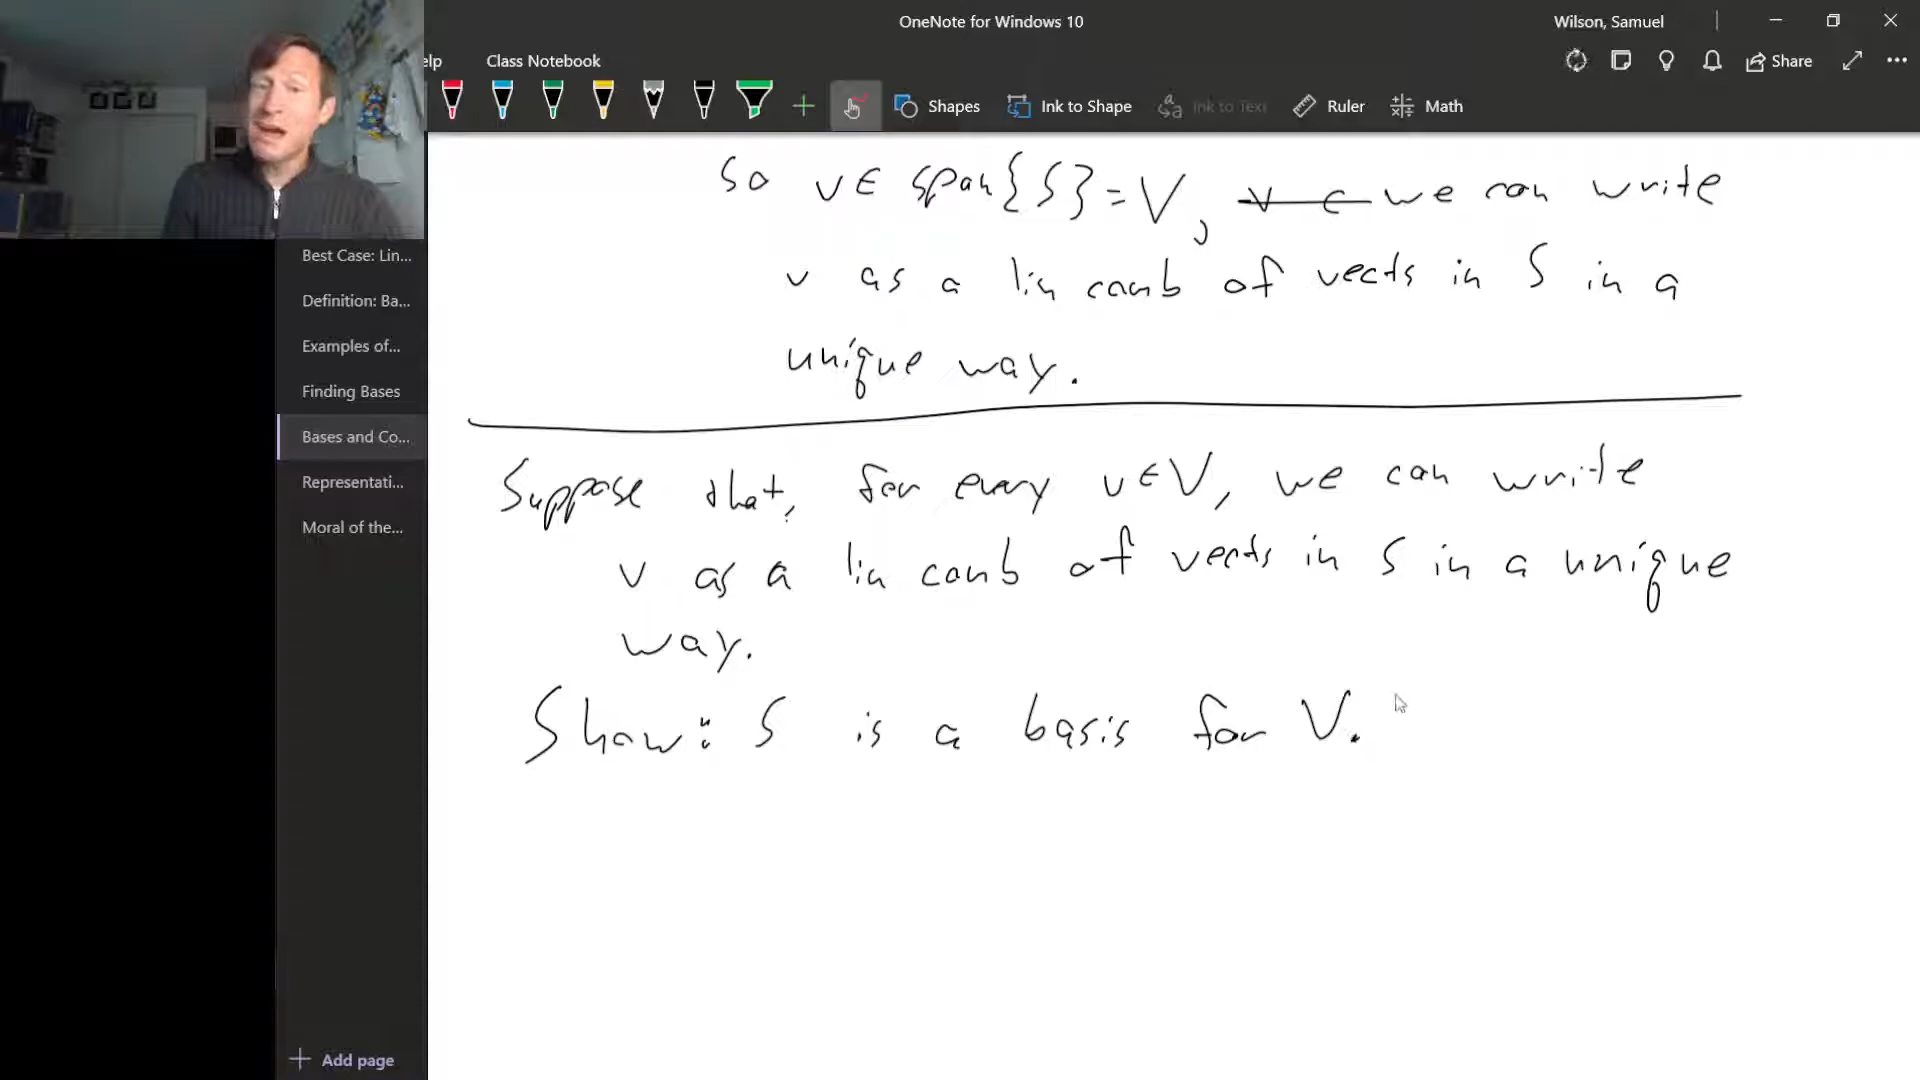 OneNote for Windows 10
Wilson, Samuel
elp
Class Notebook
Share
Shapes
Ink to Shape
Ink to Text
Ruler
Math
Best Case: Lin...
Definition: Ba...
Examples of...
Finding Bases
Bases and Co...
Representati...
Moral of the...
Add page
So v∈ span{S}=V, we can write
v as a lin comb of vects in S in a
unique way.
Suppose that, for every v∈V, we can write
v as a lin comb of vects in S in a unique
way.
Show: S is a basis for V.